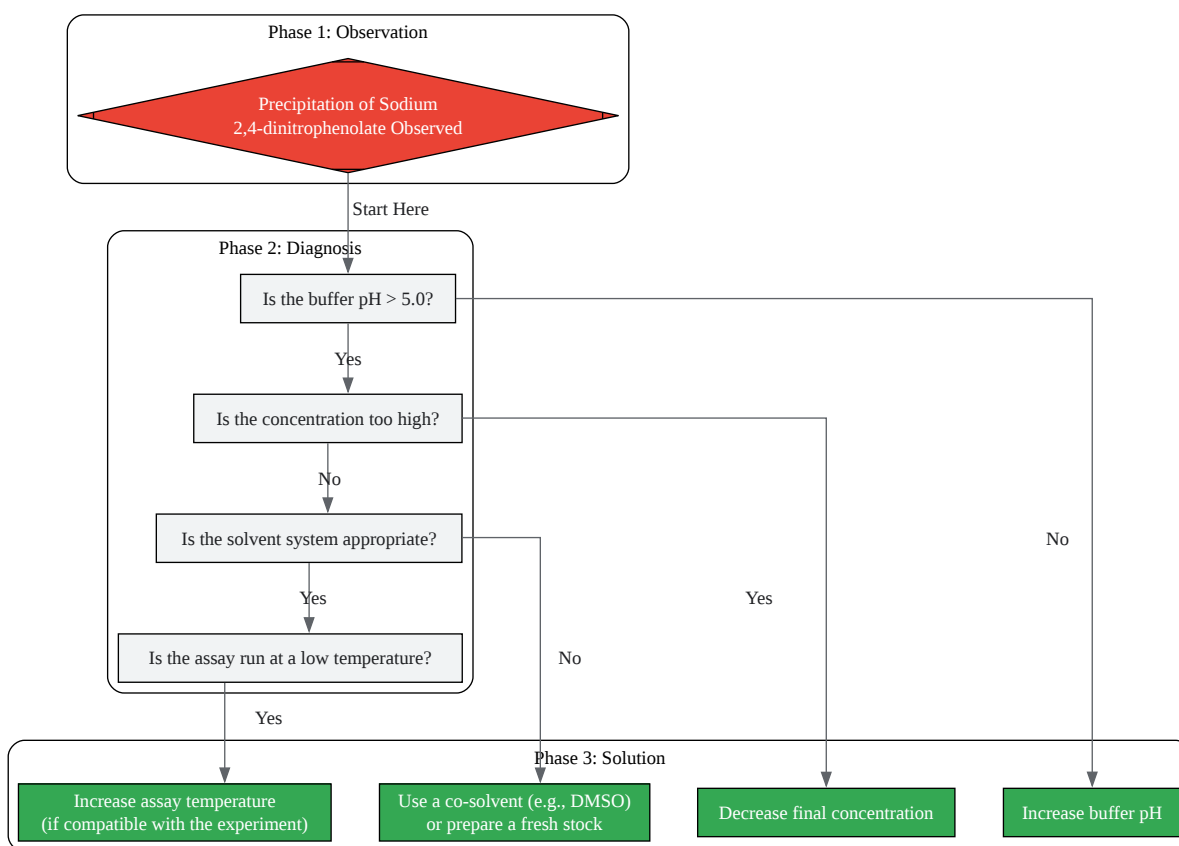 Phase 1: Observation
Precipitation of Sodium
2,4-dinitrophenolate Observed
Start Here
Phase 2: Diagnosis
Is the buffer pH > 5.0?
Yes
Is the concentration too high?
No
Is the solvent system appropriate?
No
Yes
Yes
Is the assay run at a low temperature?
No
Yes
Phase 3: Solution
Increase assay temperature
(if compatible with the experiment)
Use a co-solvent (e.g., DMSO)
or prepare a fresh stock
Decrease final concentration
Increase buffer pH